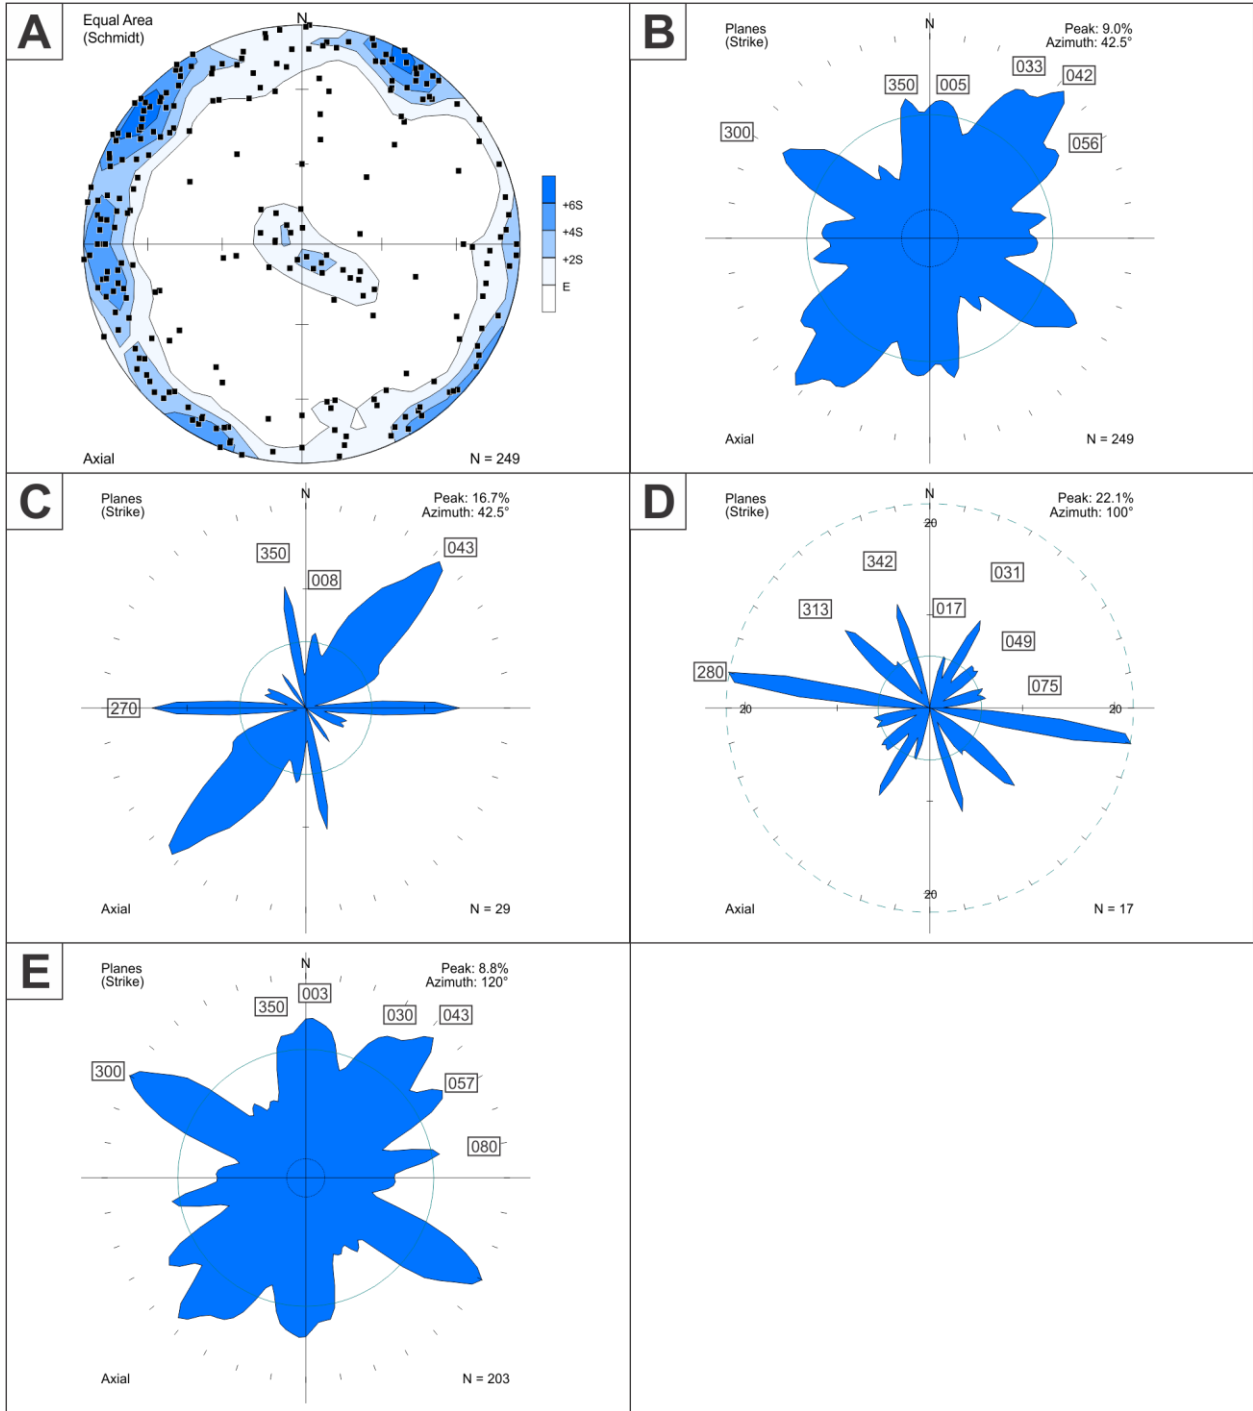 A
Equal Area
(Schmidt)
N
+6S
+4S
+2S
E
Axial
N = 249
B
Planes
(Strike)
N
Peak: 9.0%
Azimuth: 42.5°
033
042
350
005
300
056
Axial
N = 249
C
Planes
(Strike)
N
Peak: 16.7%
Azimuth: 42.5°
350
043
008
270
Axial
N = 29
D
Planes
(Strike)
N
Peak: 22.1%
Azimuth: 100°
20
342
031
313
017
049
280
075
20
20
20
Axial
N = 17
E
Planes
(Strike)
N
Peak: 8.8%
Azimuth: 120°
003
350
030
043
300
057
080
Axial
N = 203